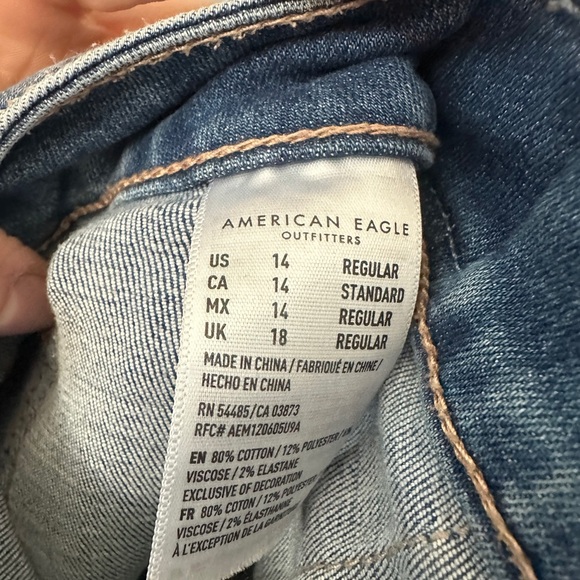 AMERICAN EAGLE
OUTFITTERS
US 14 REGULAR
CA 14 STANDARD
MX 14 REGULAR
UK 18 REGULAR
MADE IN CHINA / FABRIQUÉ EN CHINE/
HECHO EN CHINA
RN 54485/CA 03873
RFC# AEM120605U9A
EN 80% COTTON / 12% POLYESTER /
VISCOSE / 2% ELASTANE
EXCLUSIVE OF DECORATION
FR 80% COTON / 12% POLYESTER
VISCOSE / 2% ÉLASTHANNE
À L'EXCEPTION DE LA